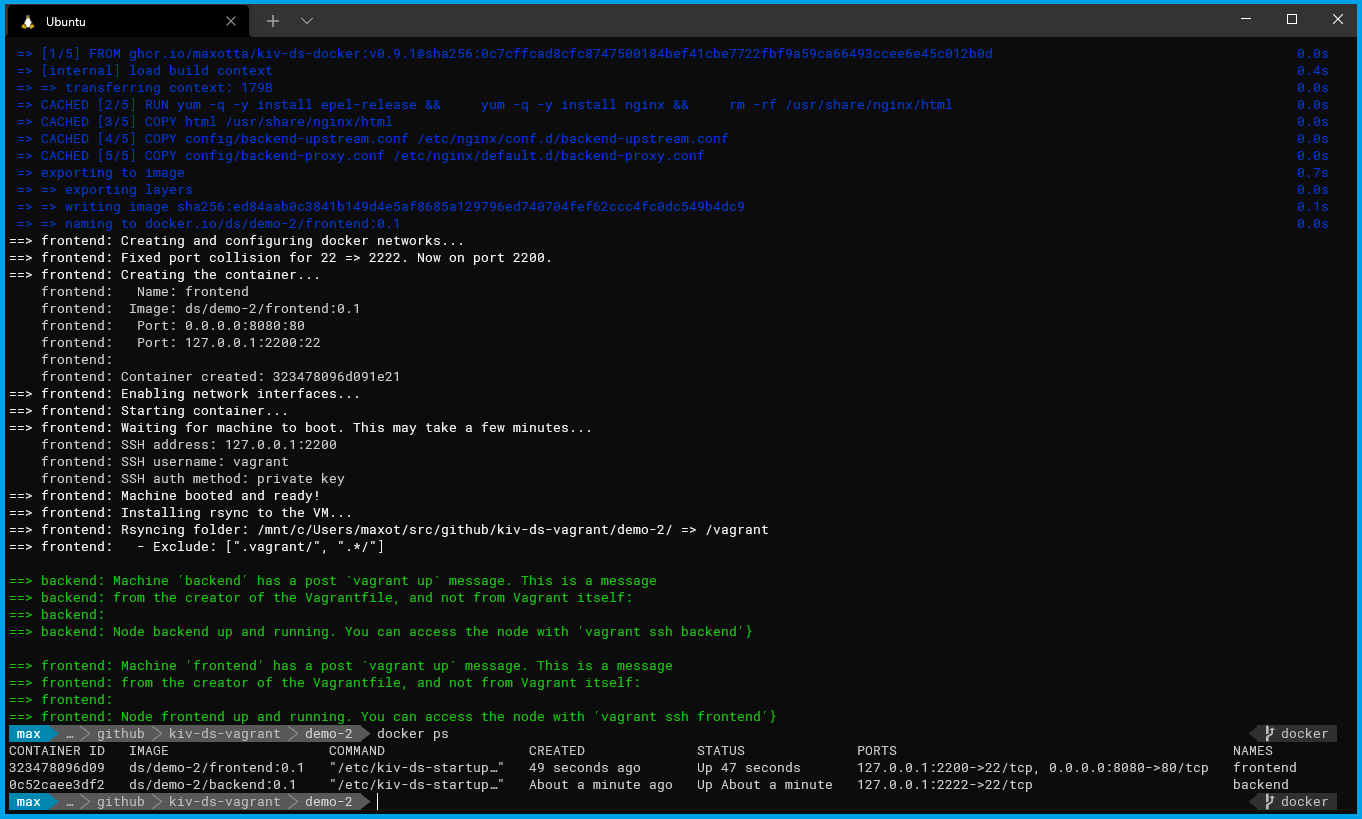 Ubuntu
=> [1/5] FROM ghcr.io/maxotta/kiv-ds-docker:v0.9.1@sha256:0c7cffcad8cfc8747500184bef41cbe7722fbf9a59ca66493ccee6e45c012b0d 0.0s
=> [internal] load build context 0.4s
=> => transferring context: 179B 0.0s
=> CACHED [2/5] RUN yum -q -y install epel-release &&     yum -q -y install nginx &&     rm -rf /usr/share/nginx/html 0.0s
=> CACHED [3/5] COPY html /usr/share/nginx/html 0.0s
=> CACHED [4/5] COPY config/backend-upstream.conf /etc/nginx/conf.d/backend-upstream.conf 0.0s
=> CACHED [5/5] COPY config/backend-proxy.conf /etc/nginx/default.d/backend-proxy.conf 0.0s
=> exporting to image 0.7s
=> => exporting layers 0.0s
=> => writing image sha256:ed84aab0c3841b149d4e5af8685a129796ed740704fef62ccc4fc0dc549b4dc9 0.1s
=> => naming to docker.io/ds/demo-2/frontend:0.1 0.0s
==> frontend: Creating and configuring docker networks...
==> frontend: Fixed port collision for 22 => 2222. Now on port 2200.
==> frontend: Creating the container...
    frontend:   Name: frontend
    frontend:  Image: ds/demo-2/frontend:0.1
    frontend:   Port: 0.0.0.0:8080:80
    frontend:   Port: 127.0.0.1:2200:22
    frontend:
    frontend: Container created: 323478096d091e21
==> frontend: Enabling network interfaces...
==> frontend: Starting container...
==> frontend: Waiting for machine to boot. This may take a few minutes...
    frontend: SSH address: 127.0.0.1:2200
    frontend: SSH username: vagrant
    frontend: SSH auth method: private key
==> frontend: Machine booted and ready!
==> frontend: Installing rsync to the VM...
==> frontend: Rsyncing folder: /mnt/c/Users/maxot/src/github/kiv-ds-vagrant/demo-2/ => /vagrant
==> frontend:   - Exclude: [".vagrant/", ".*/"]
==> backend: Machine 'backend' has a post `vagrant up` message. This is a message
==> backend: from the creator of the Vagrantfile, and not from Vagrant itself:
==> backend:
==> backend: Node backend up and running. You can access the node with 'vagrant ssh backend'}
==> frontend: Machine 'frontend' has a post `vagrant up` message. This is a message
==> frontend: from the creator of the Vagrantfile, and not from Vagrant itself:
==> frontend:
==> frontend: Node frontend up and running. You can access the node with 'vagrant ssh frontend'}
max … github kiv-ds-vagrant demo-2 docker ps docker
CONTAINER ID   IMAGE   COMMAND   CREATED   STATUS   PORTS   NAMES
323478096d09   ds/demo-2/frontend:0.1   "/etc/kiv-ds-startup…"   49 seconds ago   Up 47 seconds   127.0.0.1:2200->22/tcp, 0.0.0.0:8080->80/tcp   frontend
0c52caee3df2   ds/demo-2/backend:0.1   "/etc/kiv-ds-startup…"   About a minute ago   Up About a minute   127.0.0.1:2222->22/tcp   backend
max … github kiv-ds-vagrant demo-2 docker